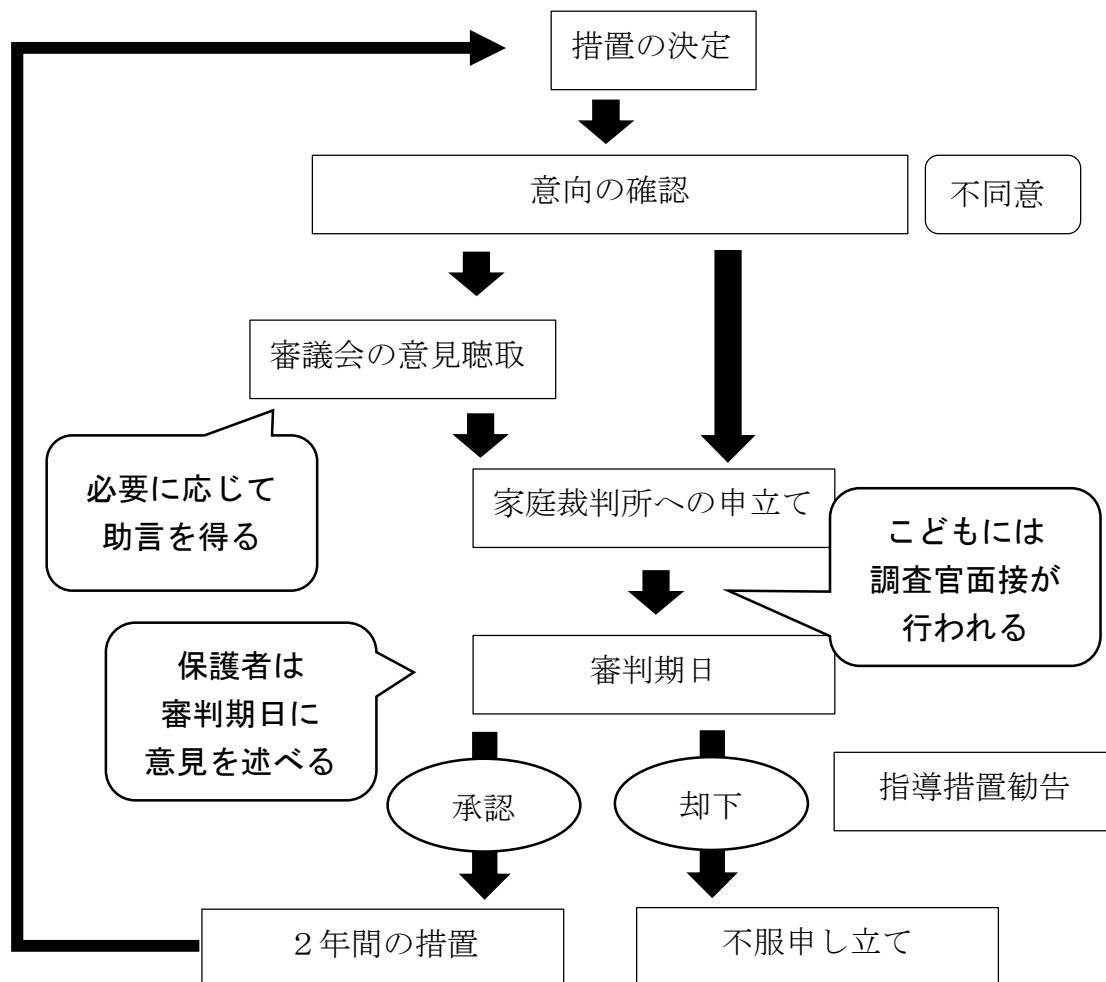 措置の決定
意向の確認
不同意
審議会の意見聴取
必要に応じて
助言を得る
家庭裁判所への申立て
こどもには
調査官面接が
行われる
保護者は
審判期日に
意見を述べる
審判期日
承認
却下
指導措置勧告
２年間の措置
不服申し立て